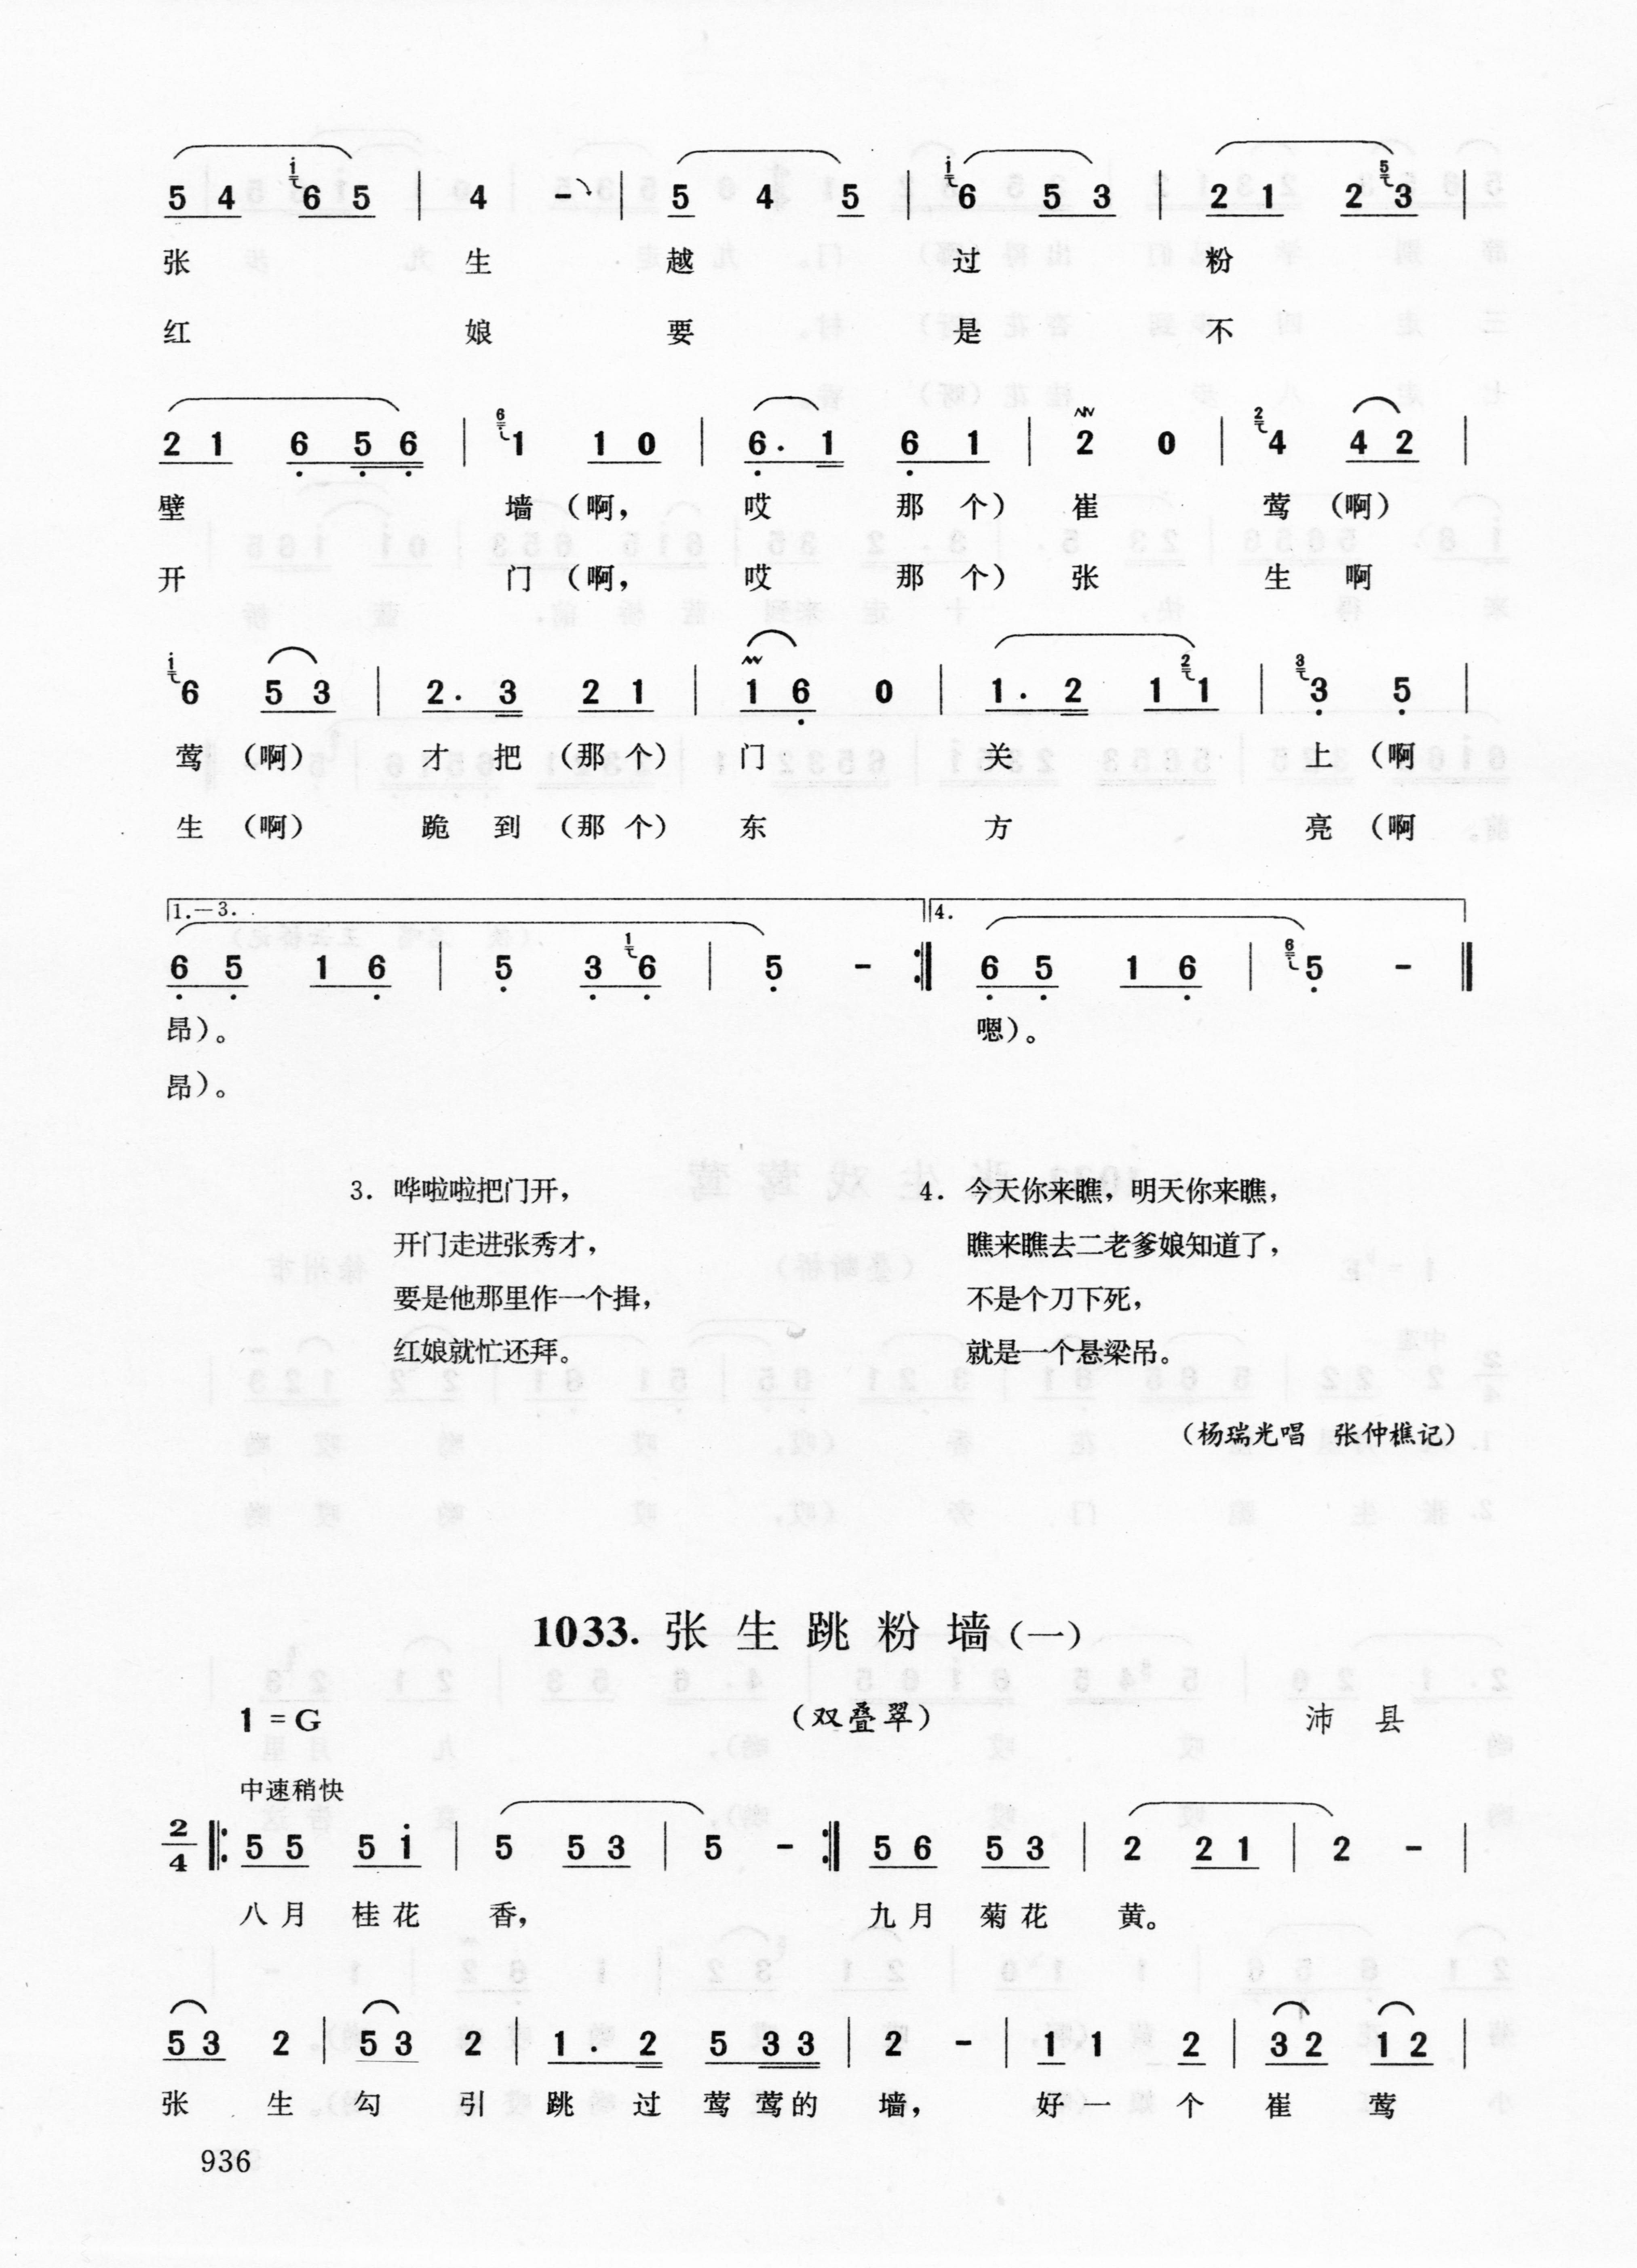 5 4 i 6 5 | 4 - | 5 4 5 | i 6 5 3 | 2 1 2 5 3 |
张 生 越 过 粉
红 娘 要 是 不
2 1 6 5 6 | 6 1 1 0 | 6 · 1 6 1 | 2 0 | 2 4 4 2 |
壁 墙（啊， 哎 那 个）崔 莺（啊）
开 门（啊， 哎 那 个）张 生 啊
i 6 5 3 | 2 · 3 2 1 | 1 6 0 | 1 · 2 1 2 1 | 3 3 5 |
莺（啊） 才 把（那 个） 门 关 上（啊
生（啊） 跪 到（那 个） 东 方 亮（啊
1.—3. 4.
6 5 1 6 | 5 3 1 6 | 5 - :‖ 6 5 1 6 | 6 5 - ‖
昂）。 嗯）。
昂）。
3. 哗啦啦把门开，
开门走进张秀才，
要是他那里作一个揖，
红娘就忙还拜。
4. 今天你来瞧，明天你来瞧，
瞧来瞧去二老爹娘知道了，
不是个刀下死，
就是一个悬梁吊。
（杨瑞光唱 张仲樵记）
1033. 张生跳粉墙（一）
1 = G （双叠翠） 沛 县
中速稍快
2/4 ‖: 5 5 5 i | 5 5 3 | 5 - :‖ 5 6 5 3 | 2 2 1 | 2 - |
八 月 桂 花 香， 九 月 菊 花 黄。
5 3 2 | 5 3 2 | 1 · 2 5 3 3 | 2 - | 1 1 2 | 3 2 1 2 |
张 生 勾 引 跳 过 莺 莺 的 墙， 好 一 个 崔 莺
936